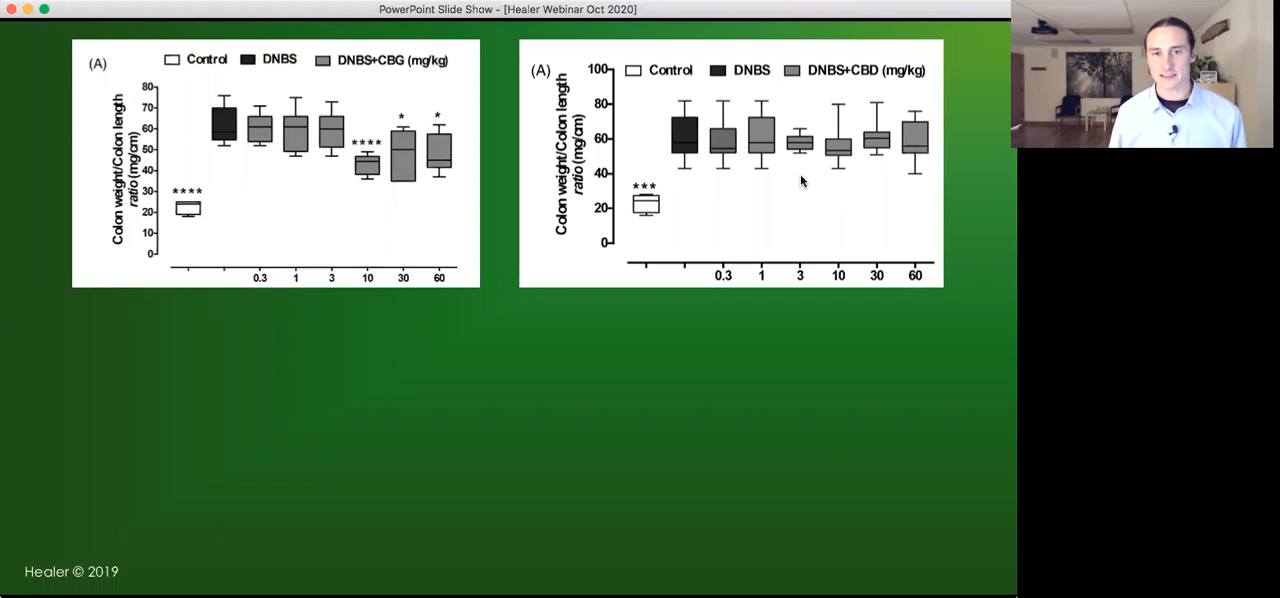 PowerPoint Slide Show - [Healer Webinar Oct 2020]
(A)
Control DNBS DNBS+CBG (mg/kg)
Colon weight/Colon length
ratio (mg/cm)
80
70
60
50
40
30
20
10
0
****
****
*
*
0.3 1 3 10 30 60
(A)
Control DNBS DNBS+CBD (mg/kg)
Colon weight/Colon length
ratio (mg/cm)
100
80
60
40
20
0
***
0.3 1 3 10 30 60
Healer © 2019